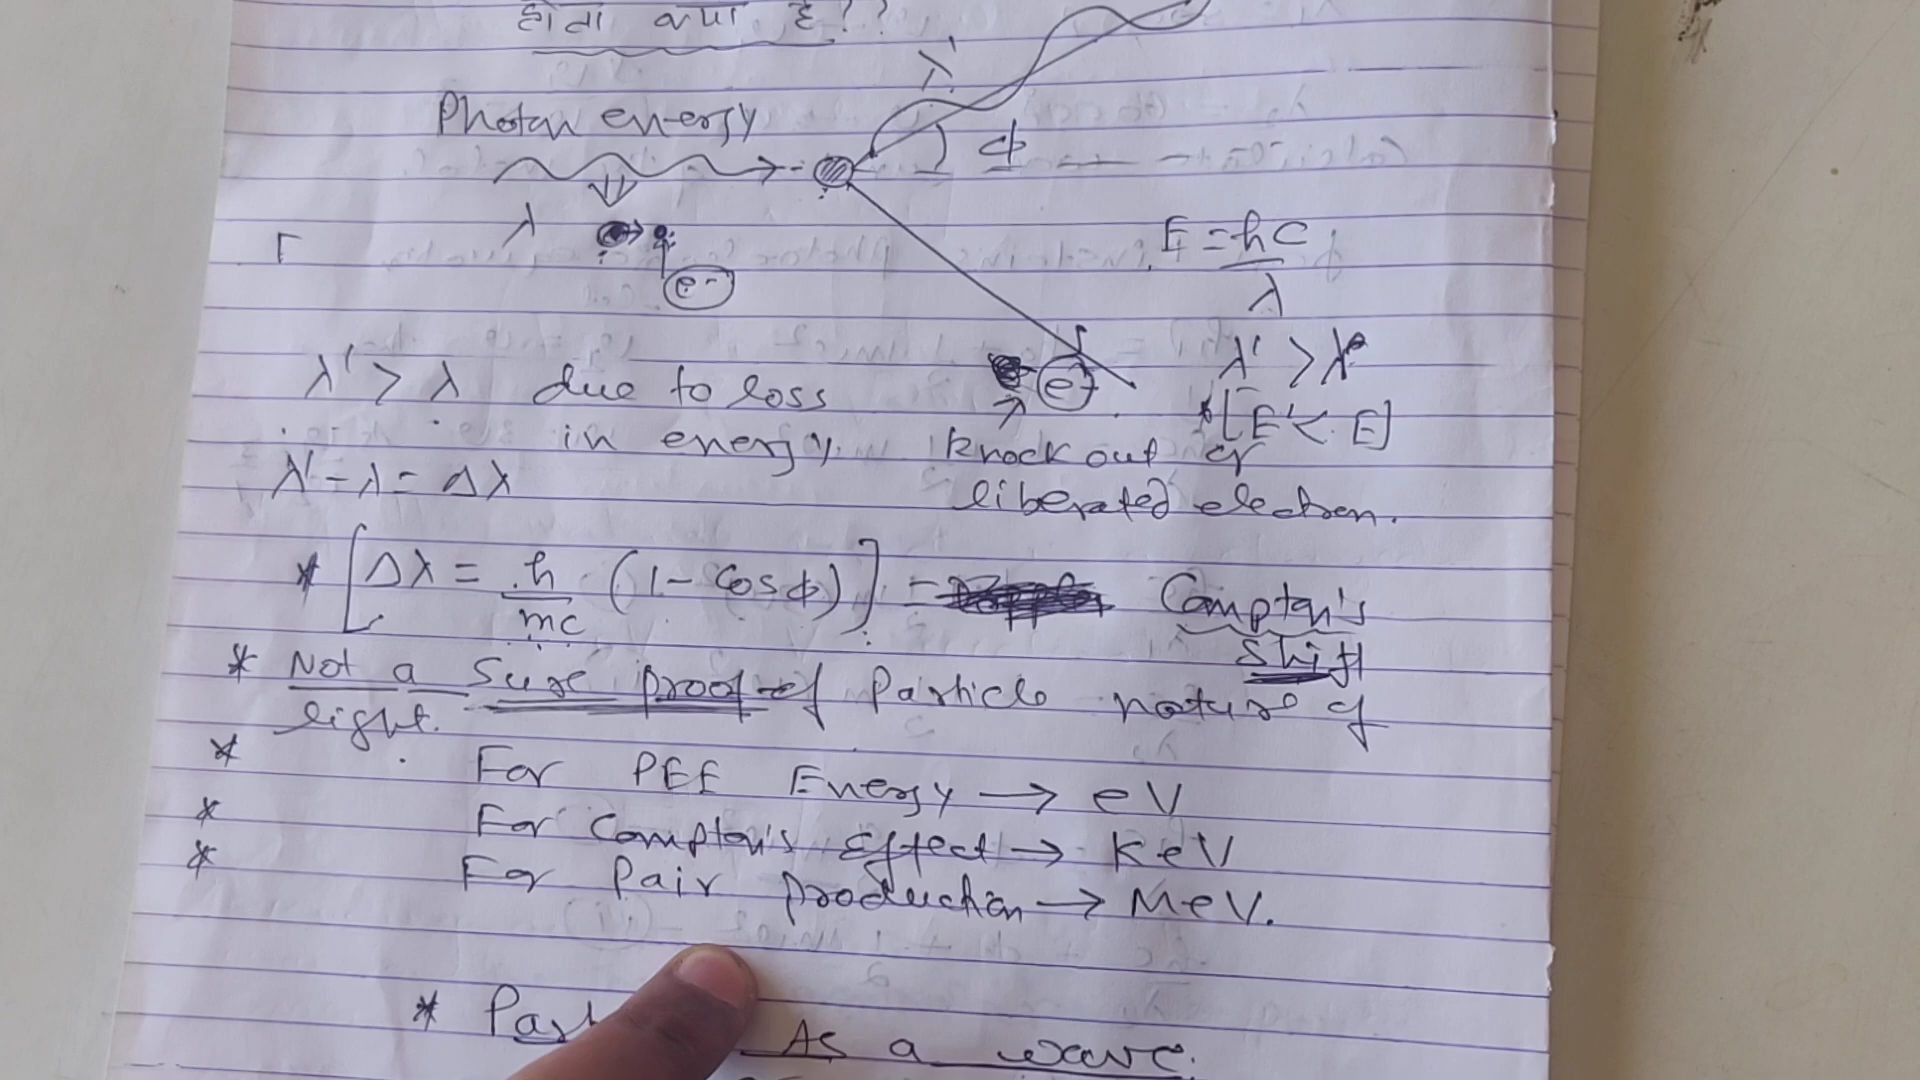 होता क्या है??
λ'
Photon energy
ϕ
λ
e-
E = hc
λ
λ' > λ due to loss
in energy.
e-
λ' > λ
*[E' < E]
knock out or
liberated electron.
λ' - λ = Δλ
* [Δλ = h/mc (1 - cosϕ)] = Compton's
shift
* Not a sure proof of particle nature of
light.
* For PEE Energy → eV
* For Compton's Effect → KeV
* For Pair production → MeV.
* As a wave.